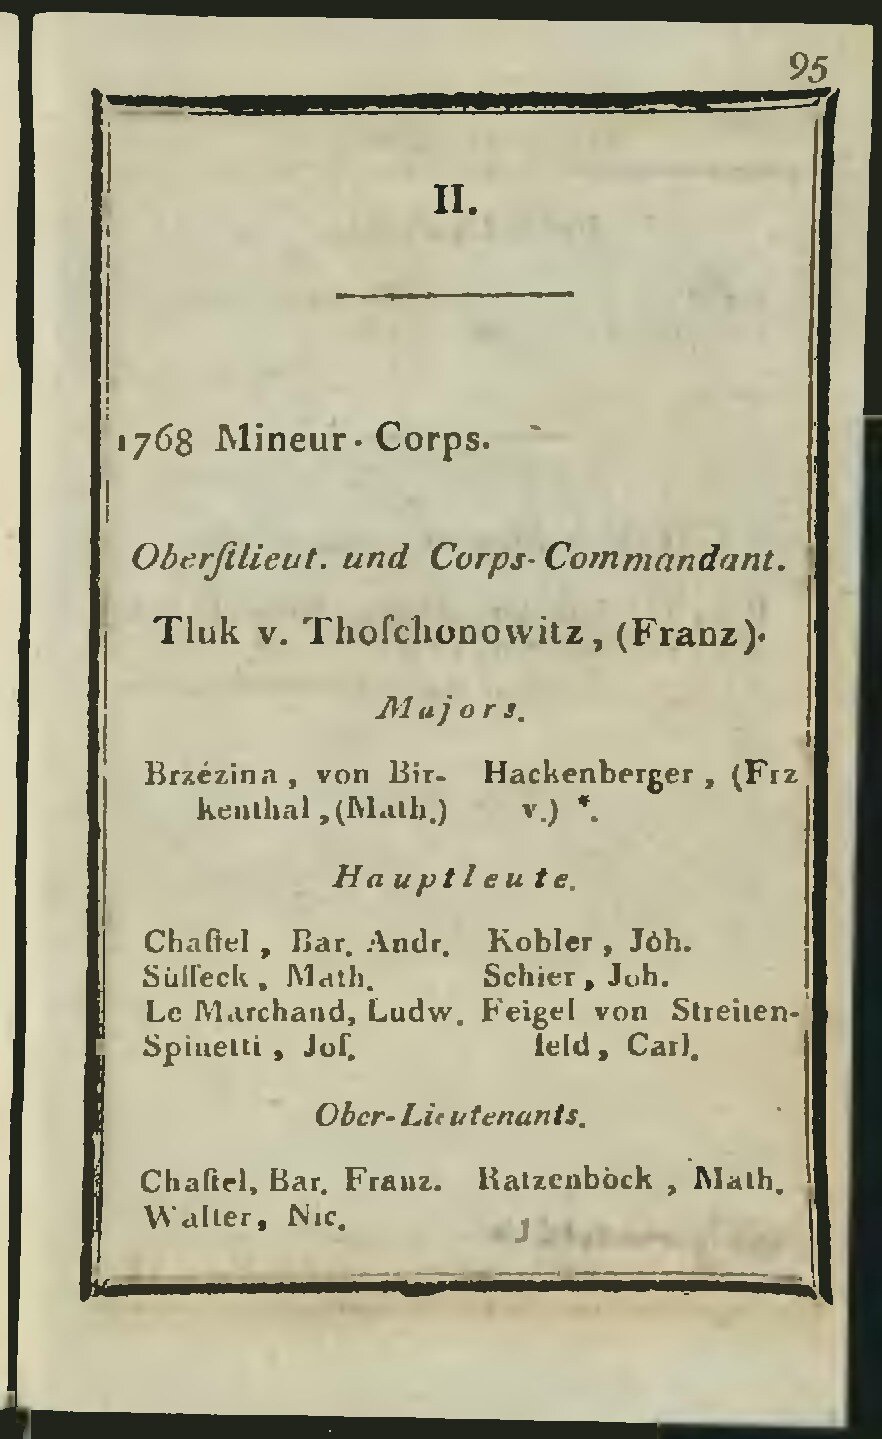 95
II.
1768 Mineur-Corps.
Oberſtlieut. und Corps-Commandant.
Tluk v. Thoſchonowitz, (Franz).
Majors.
Brzézina, von Bir-
kenthal, (Math.)
Hackenberger, (Frz
v.) *.
Hauptleute.
Chaſtel, Bar. Andr.
Süſſeck, Math.
Le Marchand, Ludw.
Spinetti, Joſ.
Kobler, Jòh.
Schier, Joh.
Feigel von Streiten-
feld, Carl.
Ober-Lieutenants.
Chaſtel, Bar. Franz.
Walter, Nic.
Katzenböck, Math.
J